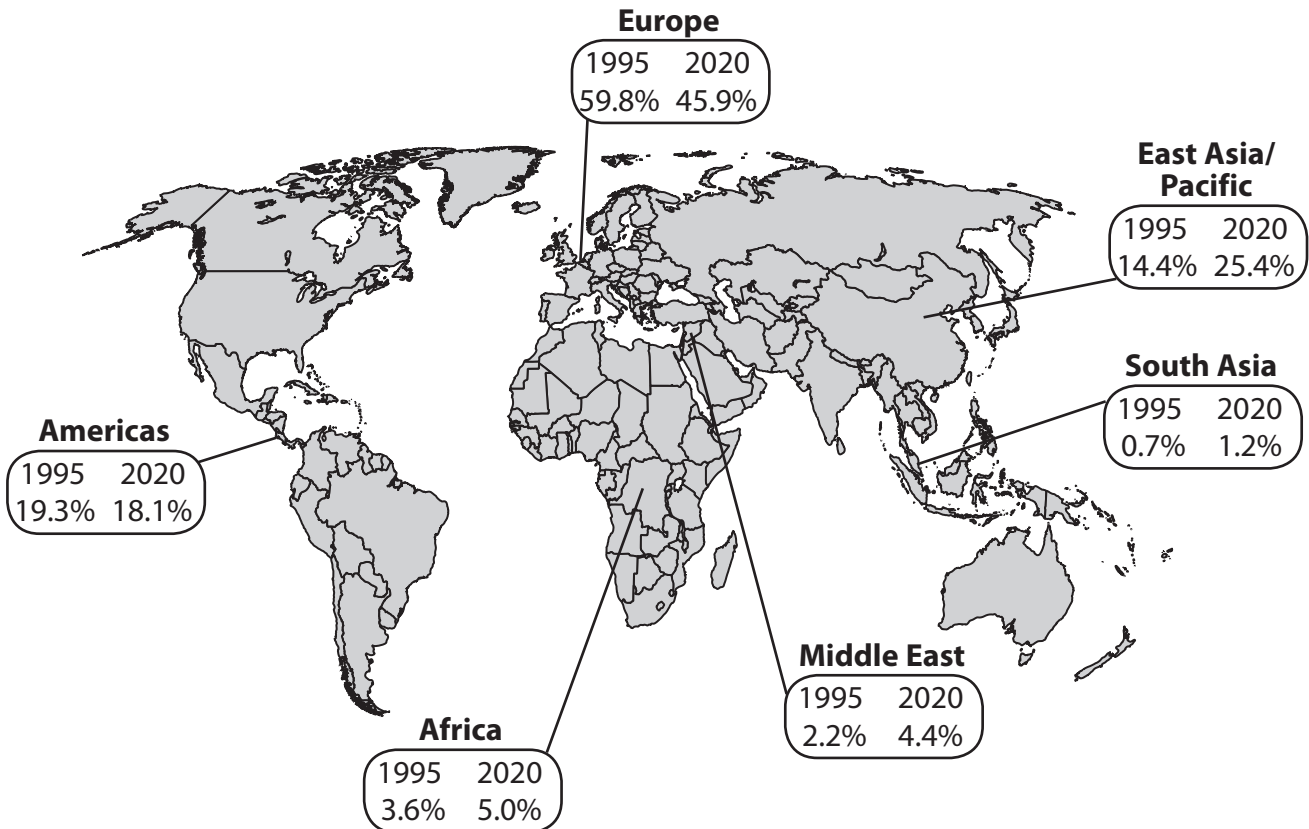 Europe
1995 2020
59.8% 45.9%
East Asia/
Pacific
1995 2020
14.4% 25.4%
South Asia
1995 2020
0.7% 1.2%
Americas
1995 2020
19.3% 18.1%
Middle East
1995 2020
2.2% 4.4%
Africa
1995 2020
3.6% 5.0%